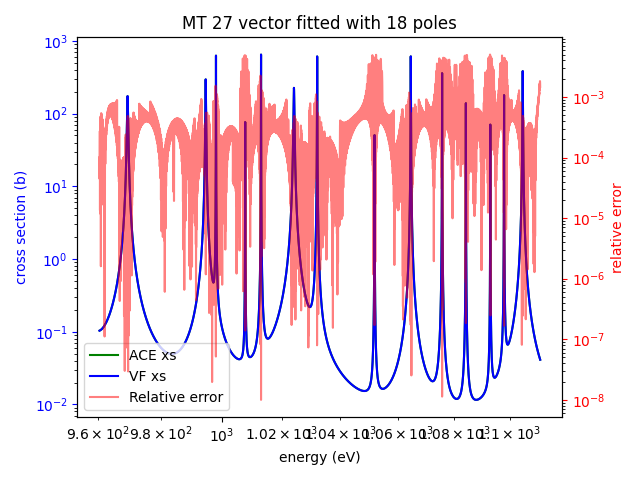 MT 27 vector fitted with 18 poles
10³
10²
10¹
10⁰
10⁻¹
10⁻²
cross section (b)
10⁻³
10⁻⁴
10⁻⁵
10⁻⁶
10⁻⁷
10⁻⁸
relative error
ACE xs
VF xs
Relative error
9.6 × 10² 9.8 × 10² 10³ 1.02 × 10³ 1.04 × 10³ 1.06 × 10³ 1.08 × 10³ 1.1 × 10³
energy (eV)